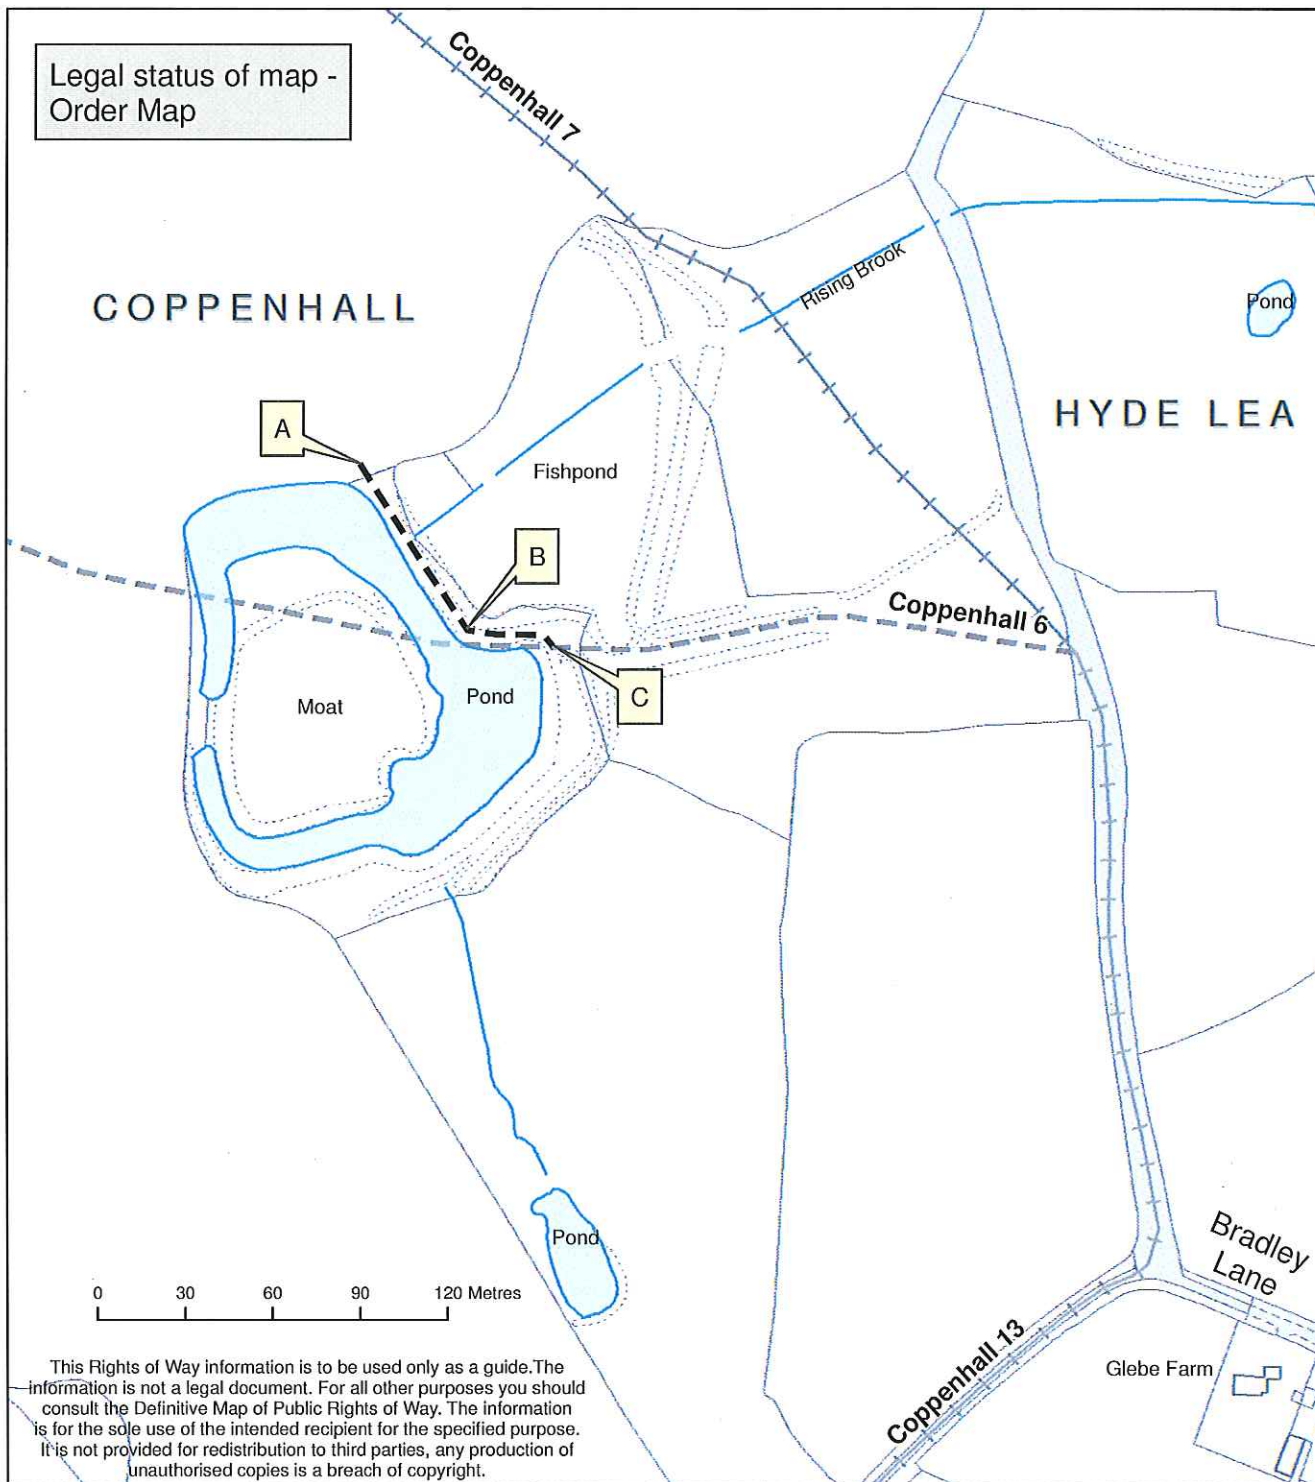 Legal status of map -
Order Map
Coppenhall 7
COPPENHALL
Rising Brook
Pond
HYDE LEA
A
Fishpond
B
Coppenhall 6
C
Moat
Pond
Pond
Bradley
Lane
0 30 60 90 120 Metres
Coppenhall 13
Glebe Farm
This Rights of Way information is to be used only as a guide.The
information is not a legal document. For all other purposes you should
consult the Definitive Map of Public Rights of Way. The information
is for the sole use of the intended recipient for the specified purpose.
It is not provided for redistribution to third parties, any production of
unauthorised copies is a breach of copyright.